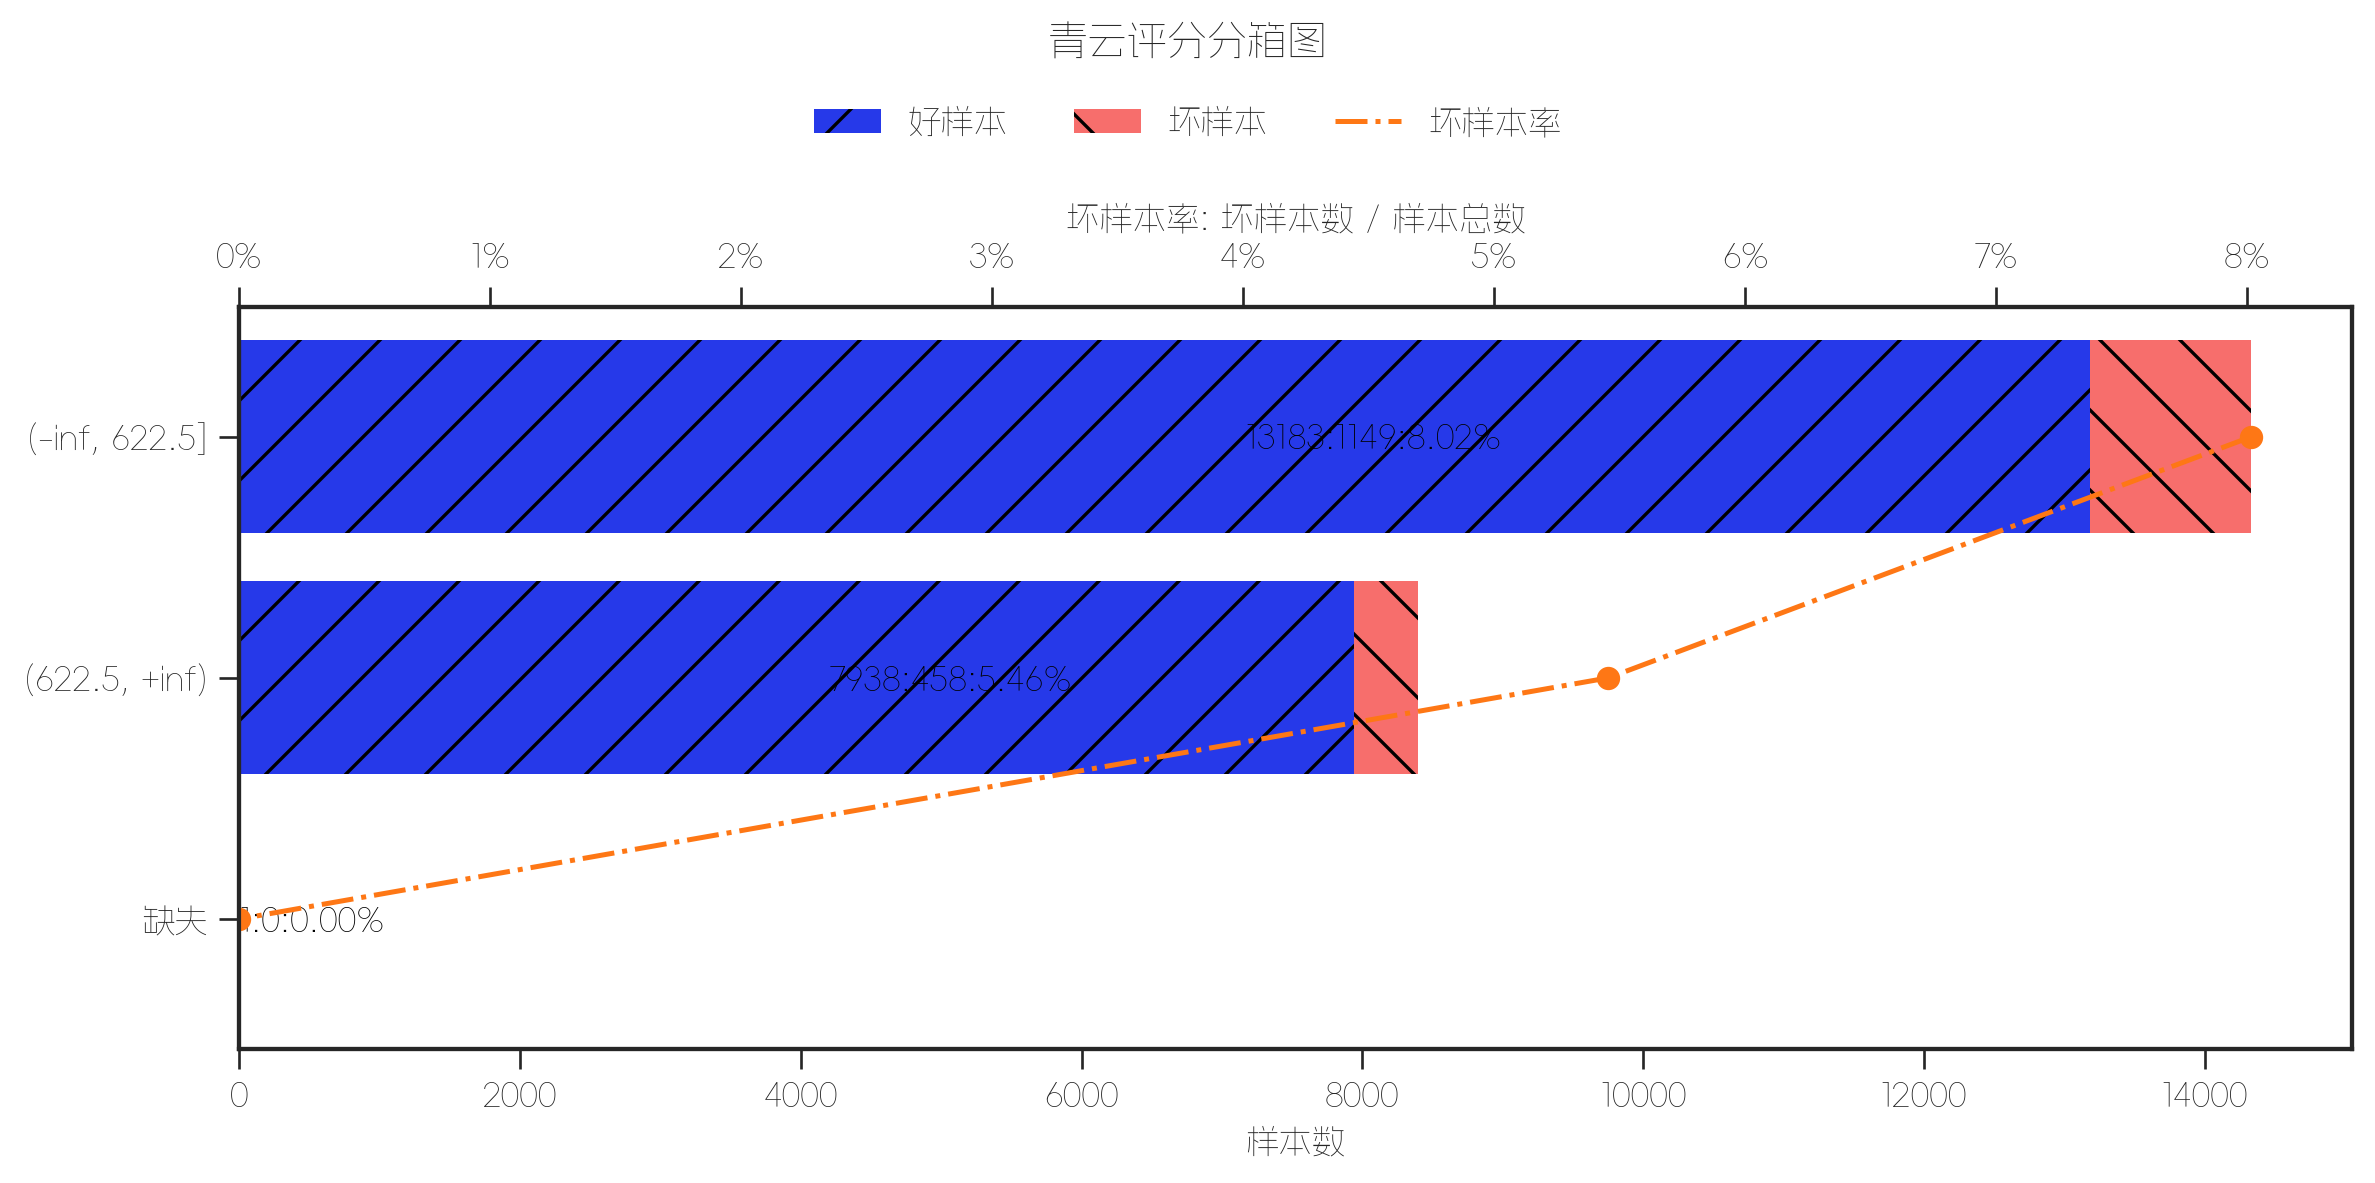 青云评分分箱图
好样本 坏样本 坏样本率
坏样本率: 坏样本数 / 样本总数
0% 1% 2% 3% 4% 5% 6% 7% 8%
(-inf, 622.5] 13183:1149:8.02%
(622.5, +inf) 7938:458:5.46%
缺失 1:0:0.00%
0 2000 4000 6000 8000 10000 12000 14000
样本数